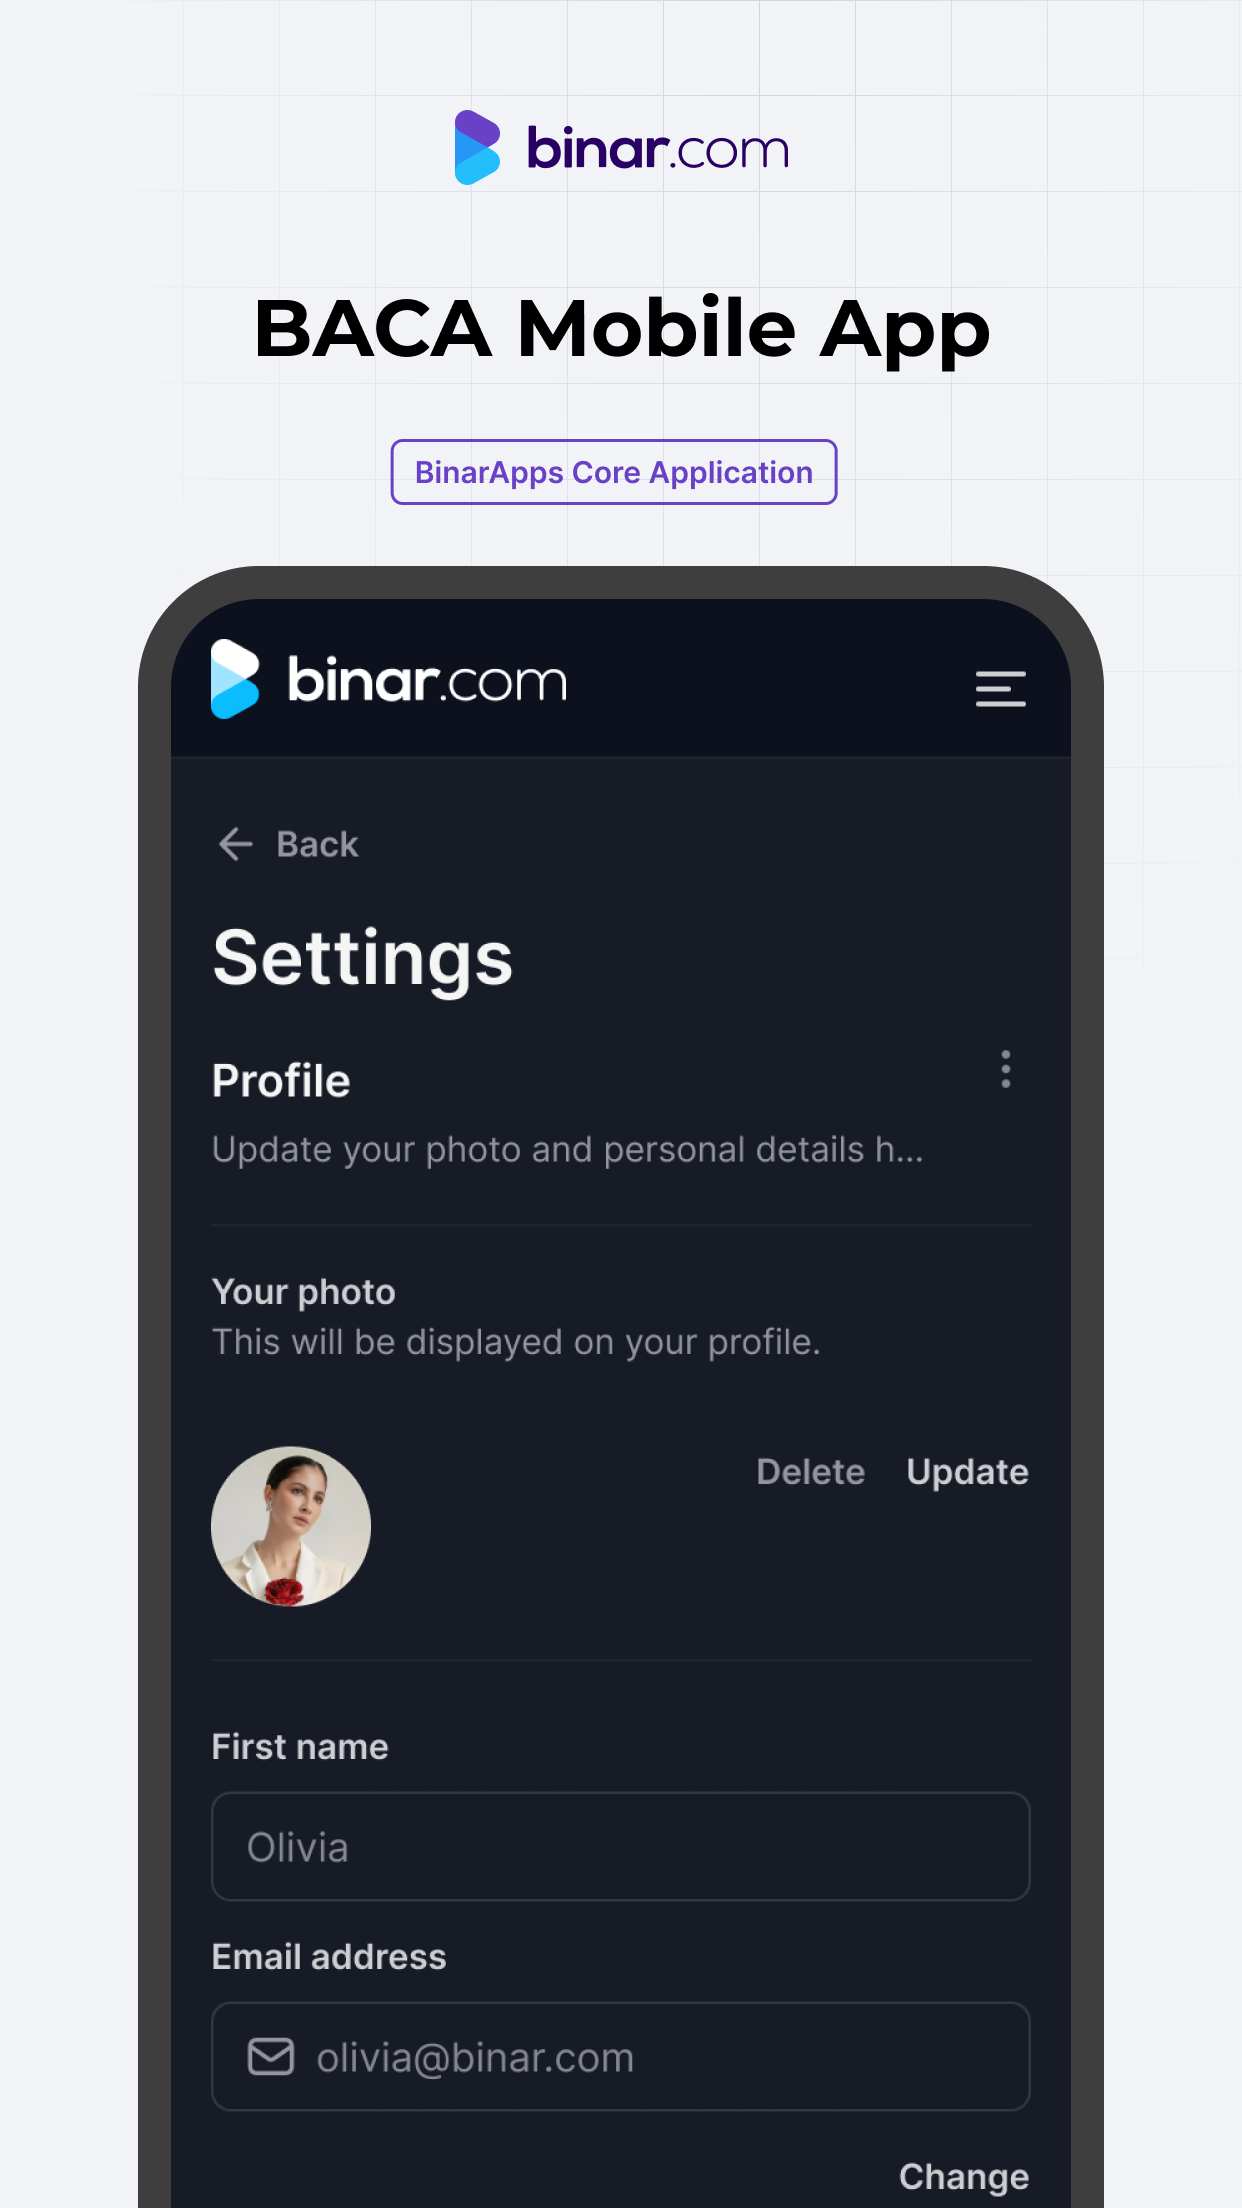 binar.com
BACA Mobile App
BinarApps Core Application
binar.com
Back
Settings
Profile
Update your photo and personal details h...
Your photo
This will be displayed on your profile.
Delete Update
First name
Olivia
Email address
olivia@binar.com
Change